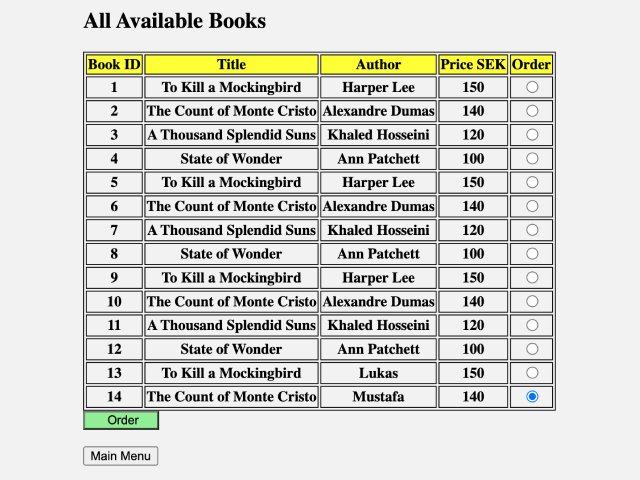 All Available Books
Book ID Title Author Price SEK Order
1 To Kill a Mockingbird Harper Lee 150
2 The Count of Monte Cristo Alexandre Dumas 140
3 A Thousand Splendid Suns Khaled Hosseini 120
4 State of Wonder Ann Patchett 100
5 To Kill a Mockingbird Harper Lee 150
6 The Count of Monte Cristo Alexandre Dumas 140
7 A Thousand Splendid Suns Khaled Hosseini 120
8 State of Wonder Ann Patchett 100
9 To Kill a Mockingbird Harper Lee 150
10 The Count of Monte Cristo Alexandre Dumas 140
11 A Thousand Splendid Suns Khaled Hosseini 120
12 State of Wonder Ann Patchett 100
13 To Kill a Mockingbird Lukas 150
14 The Count of Monte Cristo Mustafa 140
Order
Main Menu